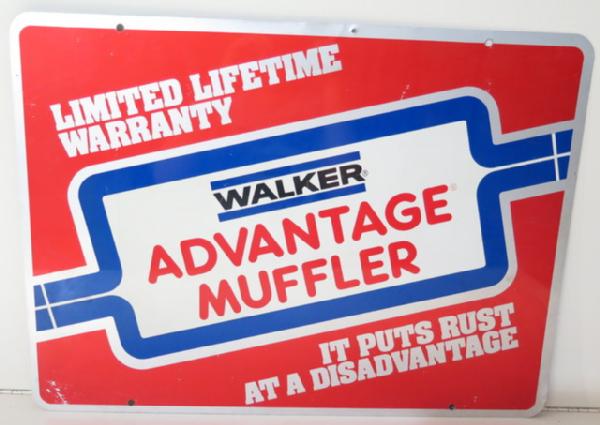 LIMITED LIFETIME
WARRANTY
WALKER®
ADVANTAGE®
MUFFLER
IT PUTS RUST
AT A DISADVANTAGE